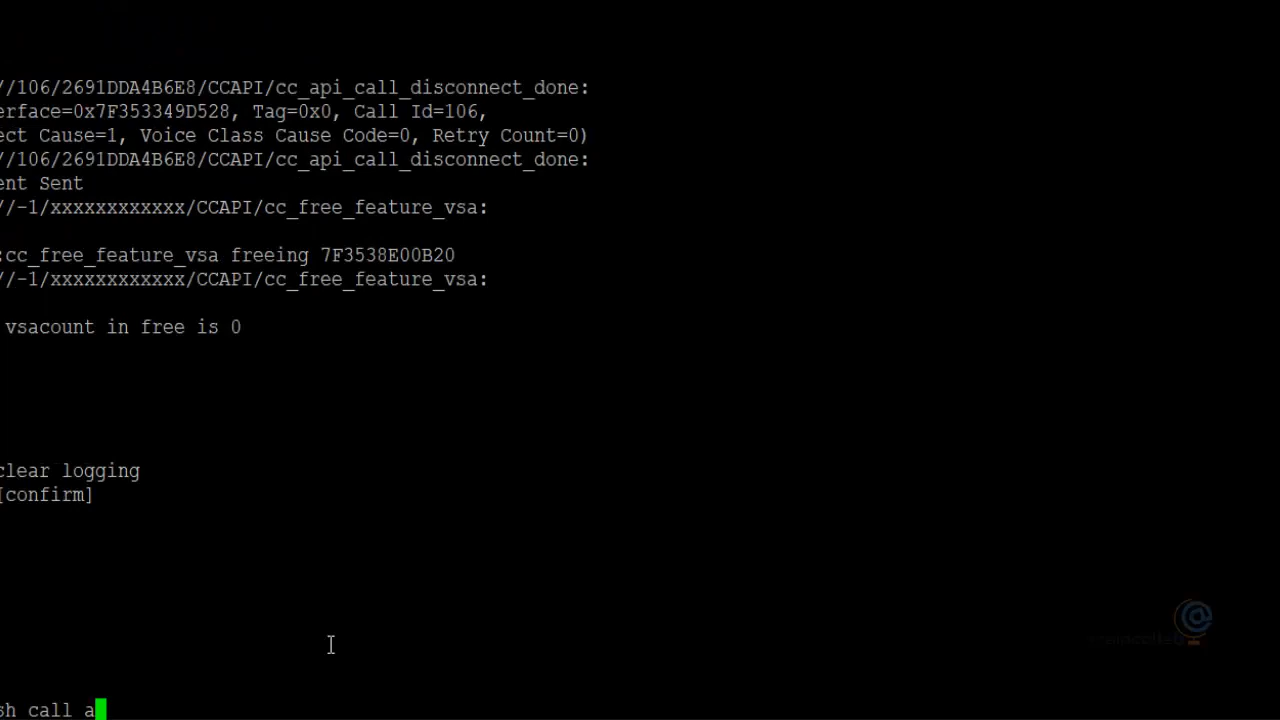 //106/2691DDA4B6E8/CCAPI/cc_api_call_disconnect_done:
erface=0x7F353349D528, Tag=0x0, Call Id=106,
ect Cause=1, Voice Class Cause Code=0, Retry Count=0)
//106/2691DDA4B6E8/CCAPI/cc_api_call_disconnect_done:
ent Sent
//-1/xxxxxxxxxxxx/CCAPI/cc_free_feature_vsa:
:cc_free_feature_vsa freeing 7F3538E00B20
//-1/xxxxxxxxxxxx/CCAPI/cc_free_feature_vsa:
vsacount in free is 0
clear logging
[confirm]
sh call a